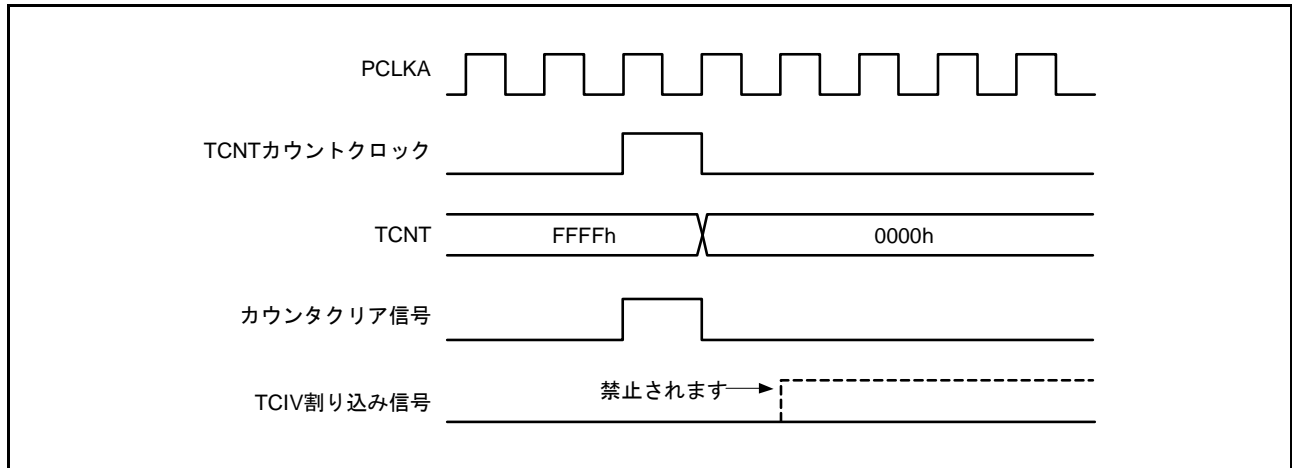 PCLKA
TCNTカウントクロック
TCNT
FFFFh
0000h
カウンタクリア信号
禁止されます
TCIV割り込み信号